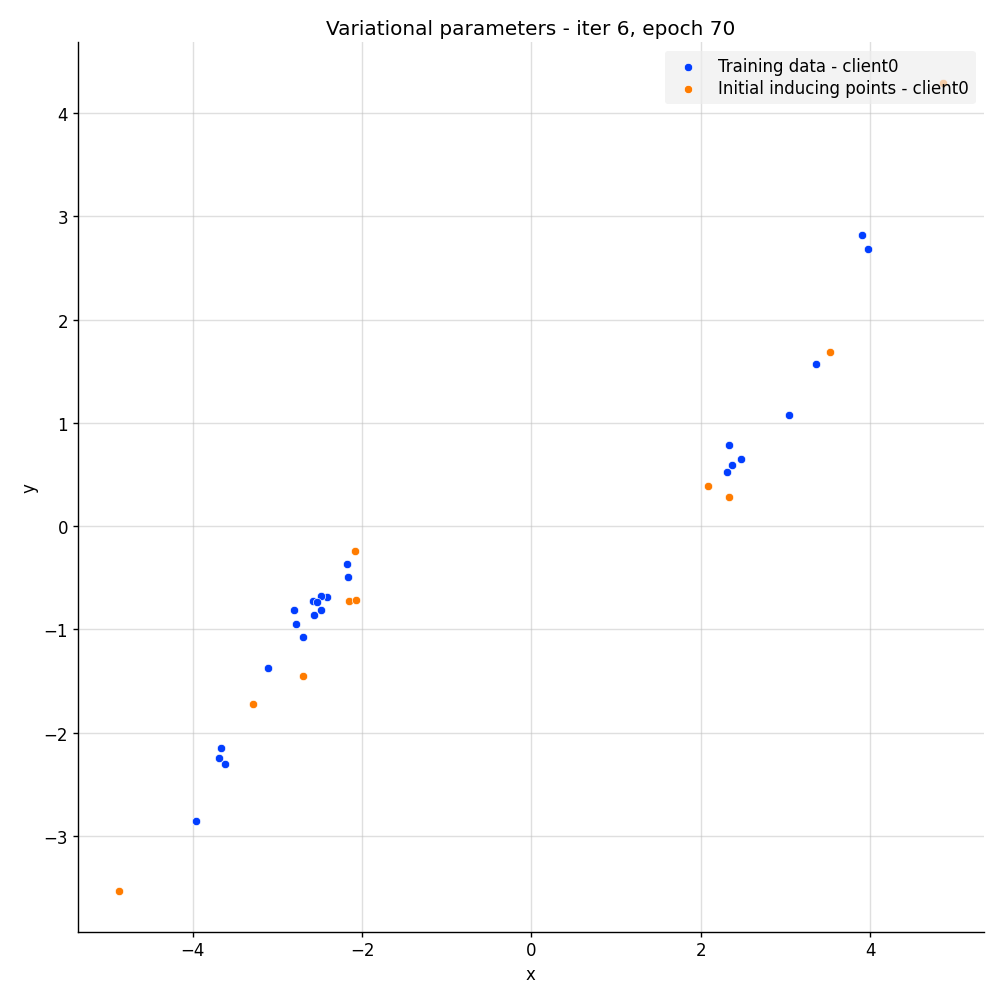 Variational parameters - iter 6, epoch 70
Training data - client0
Initial inducing points - client0
4
3
2
1
0
−1
−2
−3
y
−4 −2 0 2 4
x